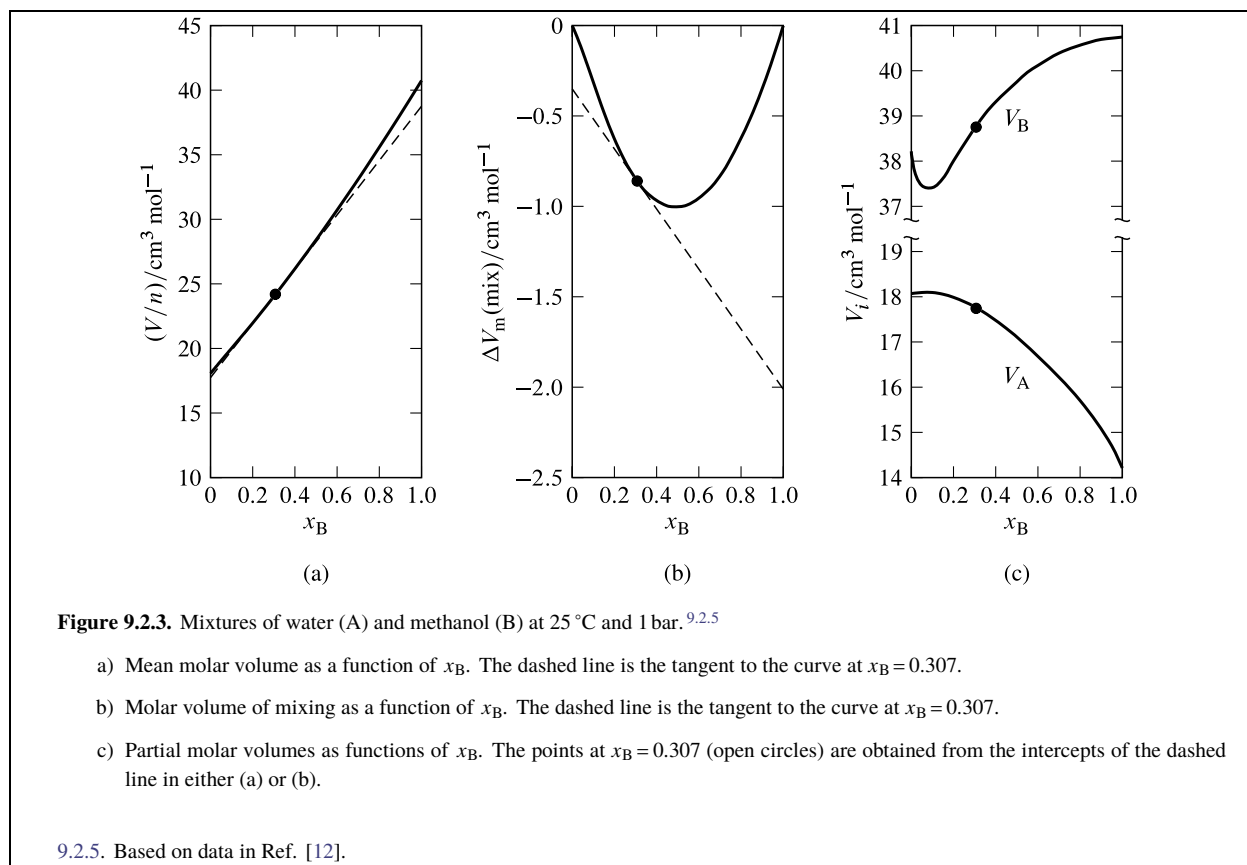 45
40
35
30
25
20
15
10
(V/n)/cm³ mol⁻¹
0 0.2 0.4 0.6 0.8 1.0
x_B
(a)
0
−0.5
−1.0
−1.5
−2.0
−2.5
ΔV_m(mix)/cm³ mol⁻¹
0 0.2 0.4 0.6 0.8 1.0
x_B
(b)
41
40
39
38
37
19
18
17
16
15
14
V_i/cm³ mol⁻¹
V_B
V_A
0 0.2 0.4 0.6 0.8 1.0
x_B
(c)
Figure 9.2.3. Mixtures of water (A) and methanol (B) at 25 °C and 1 bar. 9.2.5
a) Mean molar volume as a function of x_B. The dashed line is the tangent to the curve at x_B = 0.307.
b) Molar volume of mixing as a function of x_B. The dashed line is the tangent to the curve at x_B = 0.307.
c) Partial molar volumes as functions of x_B. The points at x_B = 0.307 (open circles) are obtained from the intercepts of the dashed
line in either (a) or (b).
9.2.5. Based on data in Ref. [12].